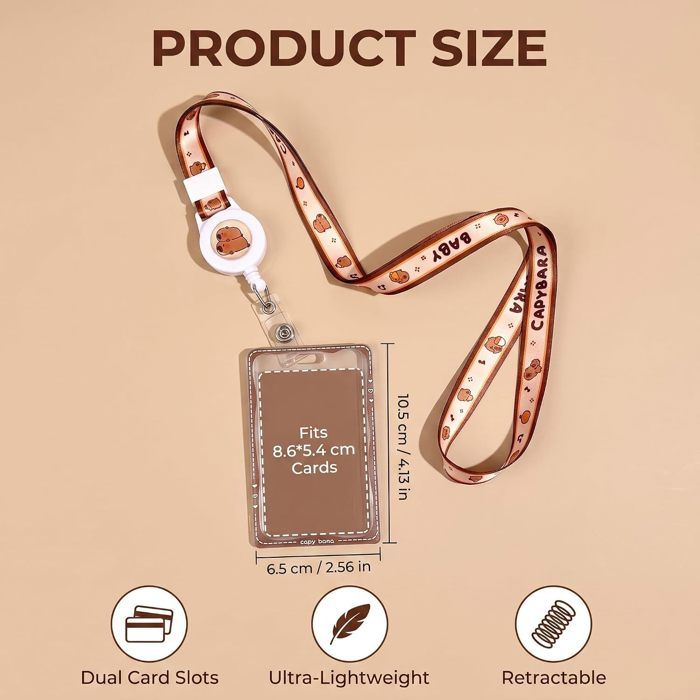 PRODUCT SIZE
BABY
CAPYBARA
Fits
8.6*5.4 cm
Cards
capy bara
10.5 cm / 4.13 in
6.5 cm / 2.56 in
Dual Card Slots
Ultra-Lightweight
Retractable